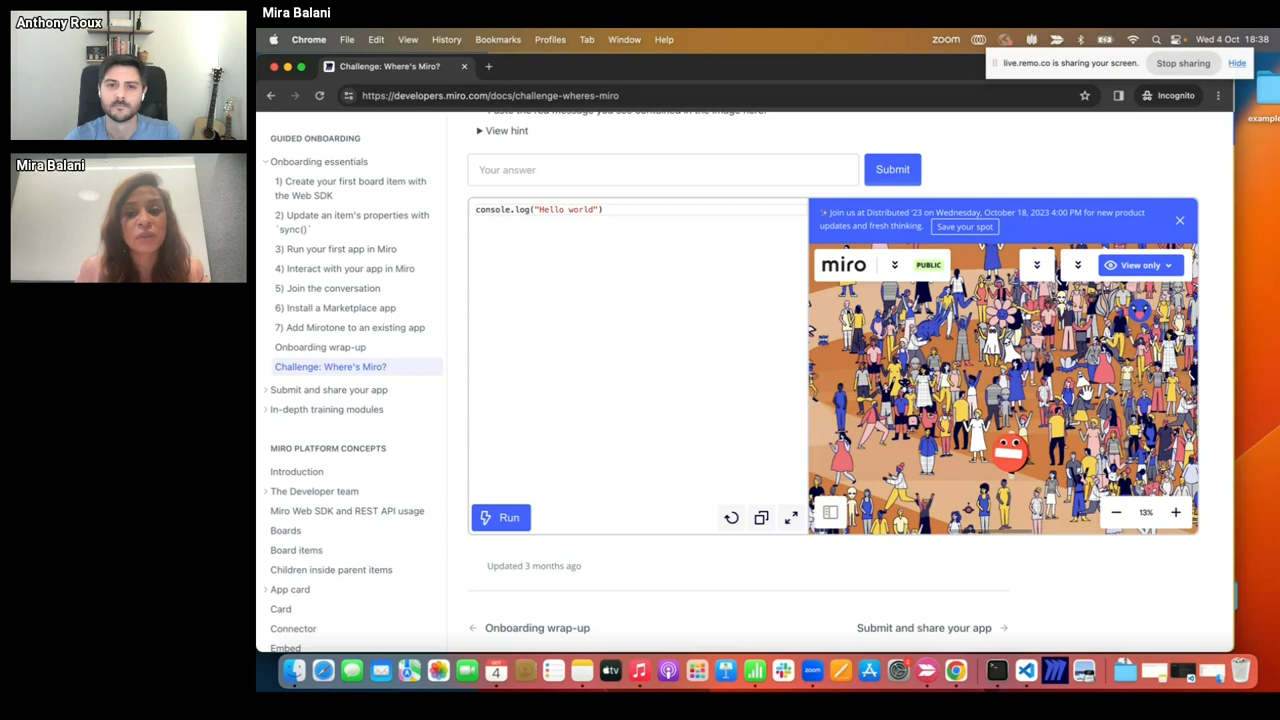 Anthony Roux
Mira Balani
Mira Balani
Chrome File Edit View History Bookmarks Profiles Tab Window Help
zoom Wed 4 Oct 18:38
live.remo.co is sharing your screen. Stop sharing Hide
Challenge: Where's Miro?
https://developers.miro.com/docs/challenge-wheres-miro
Incognito
example
GUIDED ONBOARDING
Onboarding essentials
1) Create your first board item with
the Web SDK
2) Update an item's properties with
`sync()`
3) Run your first app in Miro
4) Interact with your app in Miro
5) Join the conversation
6) Install a Marketplace app
7) Add Mirotone to an existing app
Onboarding wrap-up
Challenge: Where's Miro?
Submit and share your app
In-depth training modules
MIRO PLATFORM CONCEPTS
Introduction
The Developer team
Miro Web SDK and REST API usage
Boards
Board items
Children inside parent items
App card
Card
Connector
Embed
View hint
Your answer
Submit
console.log("Hello world")
Run
Join us at Distributed '23 on Wednesday, October 18, 2023 4:00 PM for new product
updates and fresh thinking. Save your spot
miro PUBLIC View only
13%
Updated 3 months ago
Onboarding wrap-up
Submit and share your app
OCT
4
tv
zoom